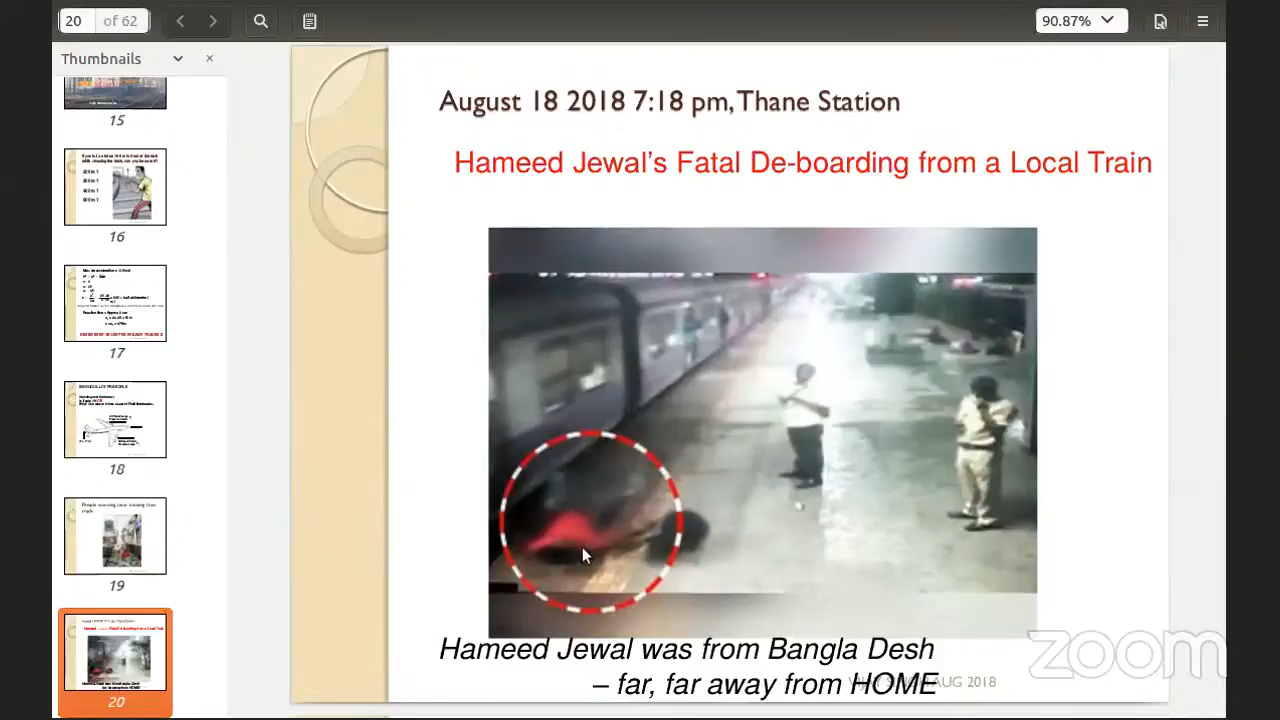 20 of 62
90.87%
Thumbnails
15
16
17
18
19
20
August 18 2018 7:18 pm, Thane Station
Hameed Jewal's Fatal De-boarding from a Local Train
Hameed Jewal was from Bangla Desh
– far, far away from HOME
AUG 2018
zoom